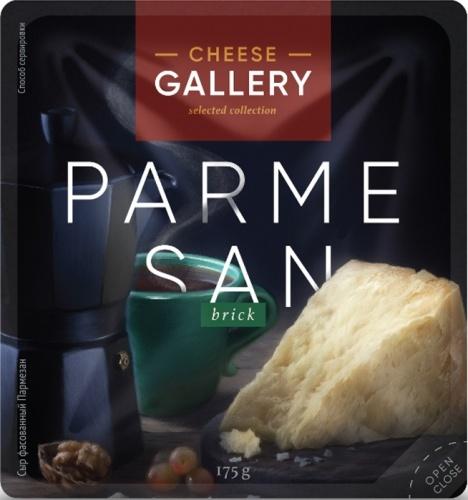 Способ сервировки
— CHEESE —
GALLERY
selected collection
PARME
SAN
brick
Сыр фасованный Пармезан
175 g
OPEN
CLOSE